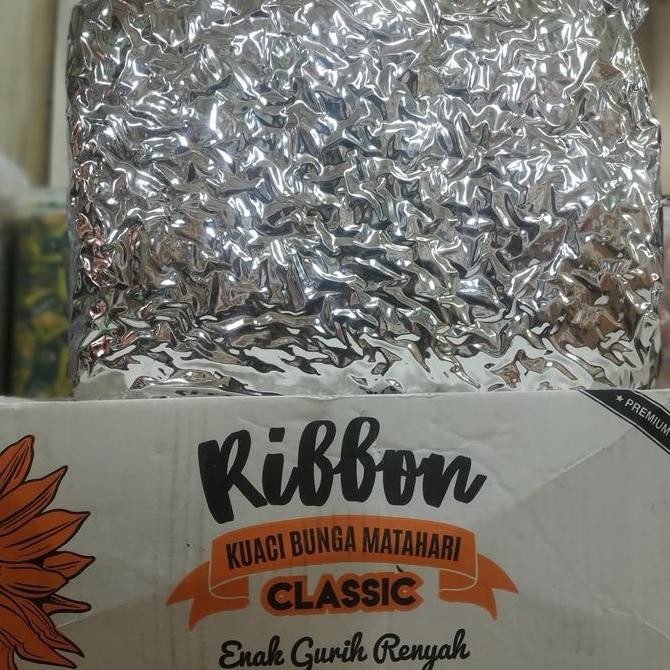 PREMIUM
Ribbon
KUACI BUNGA MATAHARI
CLASSIC
Enak Gurih Renyah